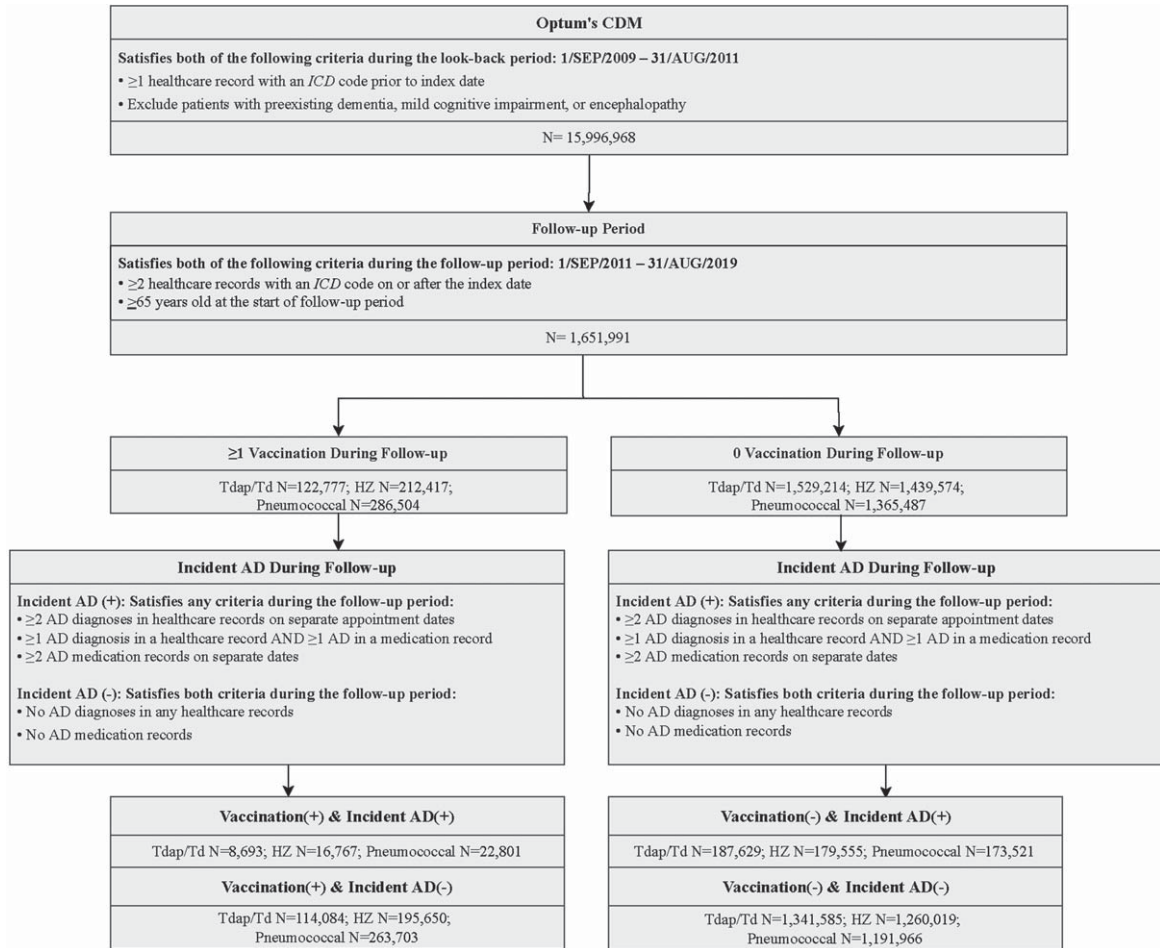 Optum's CDM
Satisfies both of the following criteria during the look-back period: 1/SEP/2009 – 31/AUG/2011
• ≥1 healthcare record with an ICD code prior to index date
• Exclude patients with preexisting dementia, mild cognitive impairment, or encephalopathy
N= 15,996,968
Follow-up Period
Satisfies both of the following criteria during the follow-up period: 1/SEP/2011 – 31/AUG/2019
• ≥2 healthcare records with an ICD code on or after the index date
• ≥65 years old at the start of follow-up period
N= 1,651,991
≥1 Vaccination During Follow-up
Tdap/Td N=122,777; HZ N=212,417;
Pneumococcal N=286,504
0 Vaccination During Follow-up
Tdap/Td N=1,529,214; HZ N=1,439,574;
Pneumococcal N=1,365,487
Incident AD During Follow-up
Incident AD (+): Satisfies any criteria during the follow-up period:
• ≥2 AD diagnoses in healthcare records on separate appointment dates
• ≥1 AD diagnosis in a healthcare record AND ≥1 AD in a medication record
• ≥2 AD medication records on separate dates
Incident AD (-): Satisfies both criteria during the follow-up period:
• No AD diagnoses in any healthcare records
• No AD medication records
Incident AD During Follow-up
Incident AD (+): Satisfies any criteria during the follow-up period:
• ≥2 AD diagnoses in healthcare records on separate appointment dates
• ≥1 AD diagnosis in a healthcare record AND ≥1 AD in a medication record
• ≥2 AD medication records on separate dates
Incident AD (-): Satisfies both criteria during the follow-up period:
• No AD diagnoses in any healthcare records
• No AD medication records
Vaccination(+) & Incident AD(+)
Tdap/Td N=8,693; HZ N=16,767; Pneumococcal N=22,801
Vaccination(+) & Incident AD(-)
Tdap/Td N=114,084; HZ N=195,650;
Pneumococcal N=263,703
Vaccination(-) & Incident AD(+)
Tdap/Td N=187,629; HZ N=179,555; Pneumococcal N=173,521
Vaccination(-) & Incident AD(-)
Tdap/Td N=1,341,585; HZ N=1,260,019;
Pneumococcal N=1,191,966